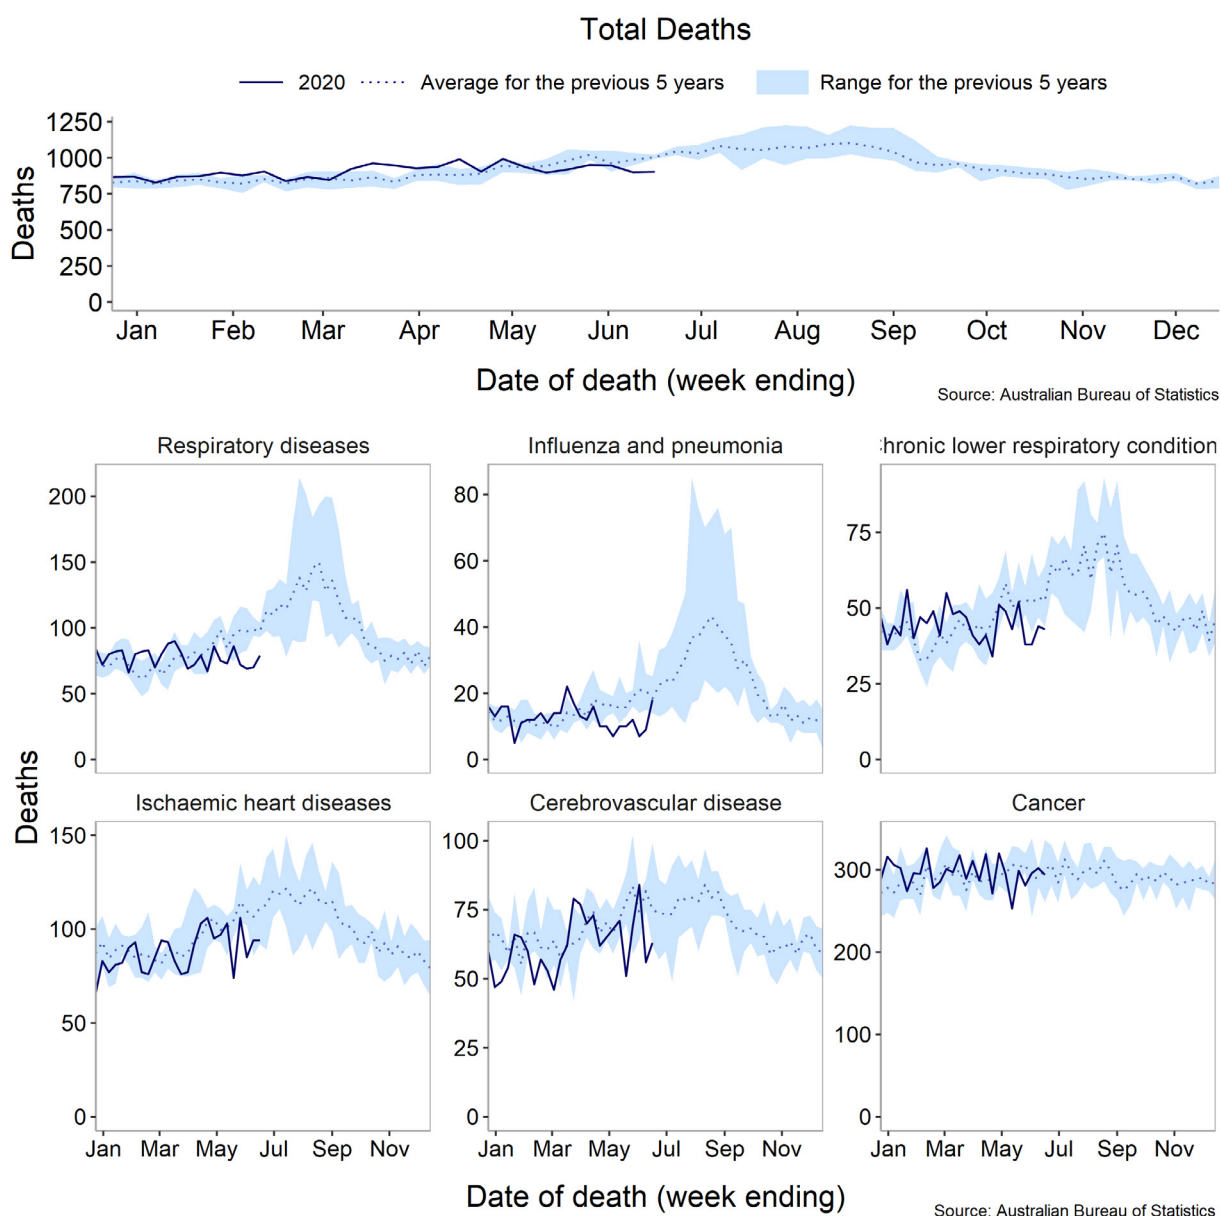 Total Deaths
2020 Average for the previous 5 years Range for the previous 5 years
1250
1000
750
500
250
0
Deaths
Jan Feb Mar Apr May Jun Jul Aug Sep Oct Nov Dec
Date of death (week ending)
Source: Australian Bureau of Statistics
Respiratory diseases Influenza and pneumonia hronic lower respiratory condition
200
150
100
50
0
80
60
40
20
0
75
50
25
0
Deaths
Ischaemic heart diseases Cerebrovascular disease Cancer
150
100
50
0
100
75
50
25
0
300
200
100
0
Jan Mar May Jul Sep Nov Jan Mar May Jul Sep Nov Jan Mar May Jul Sep Nov
Date of death (week ending)
Source: Australian Bureau of Statistics